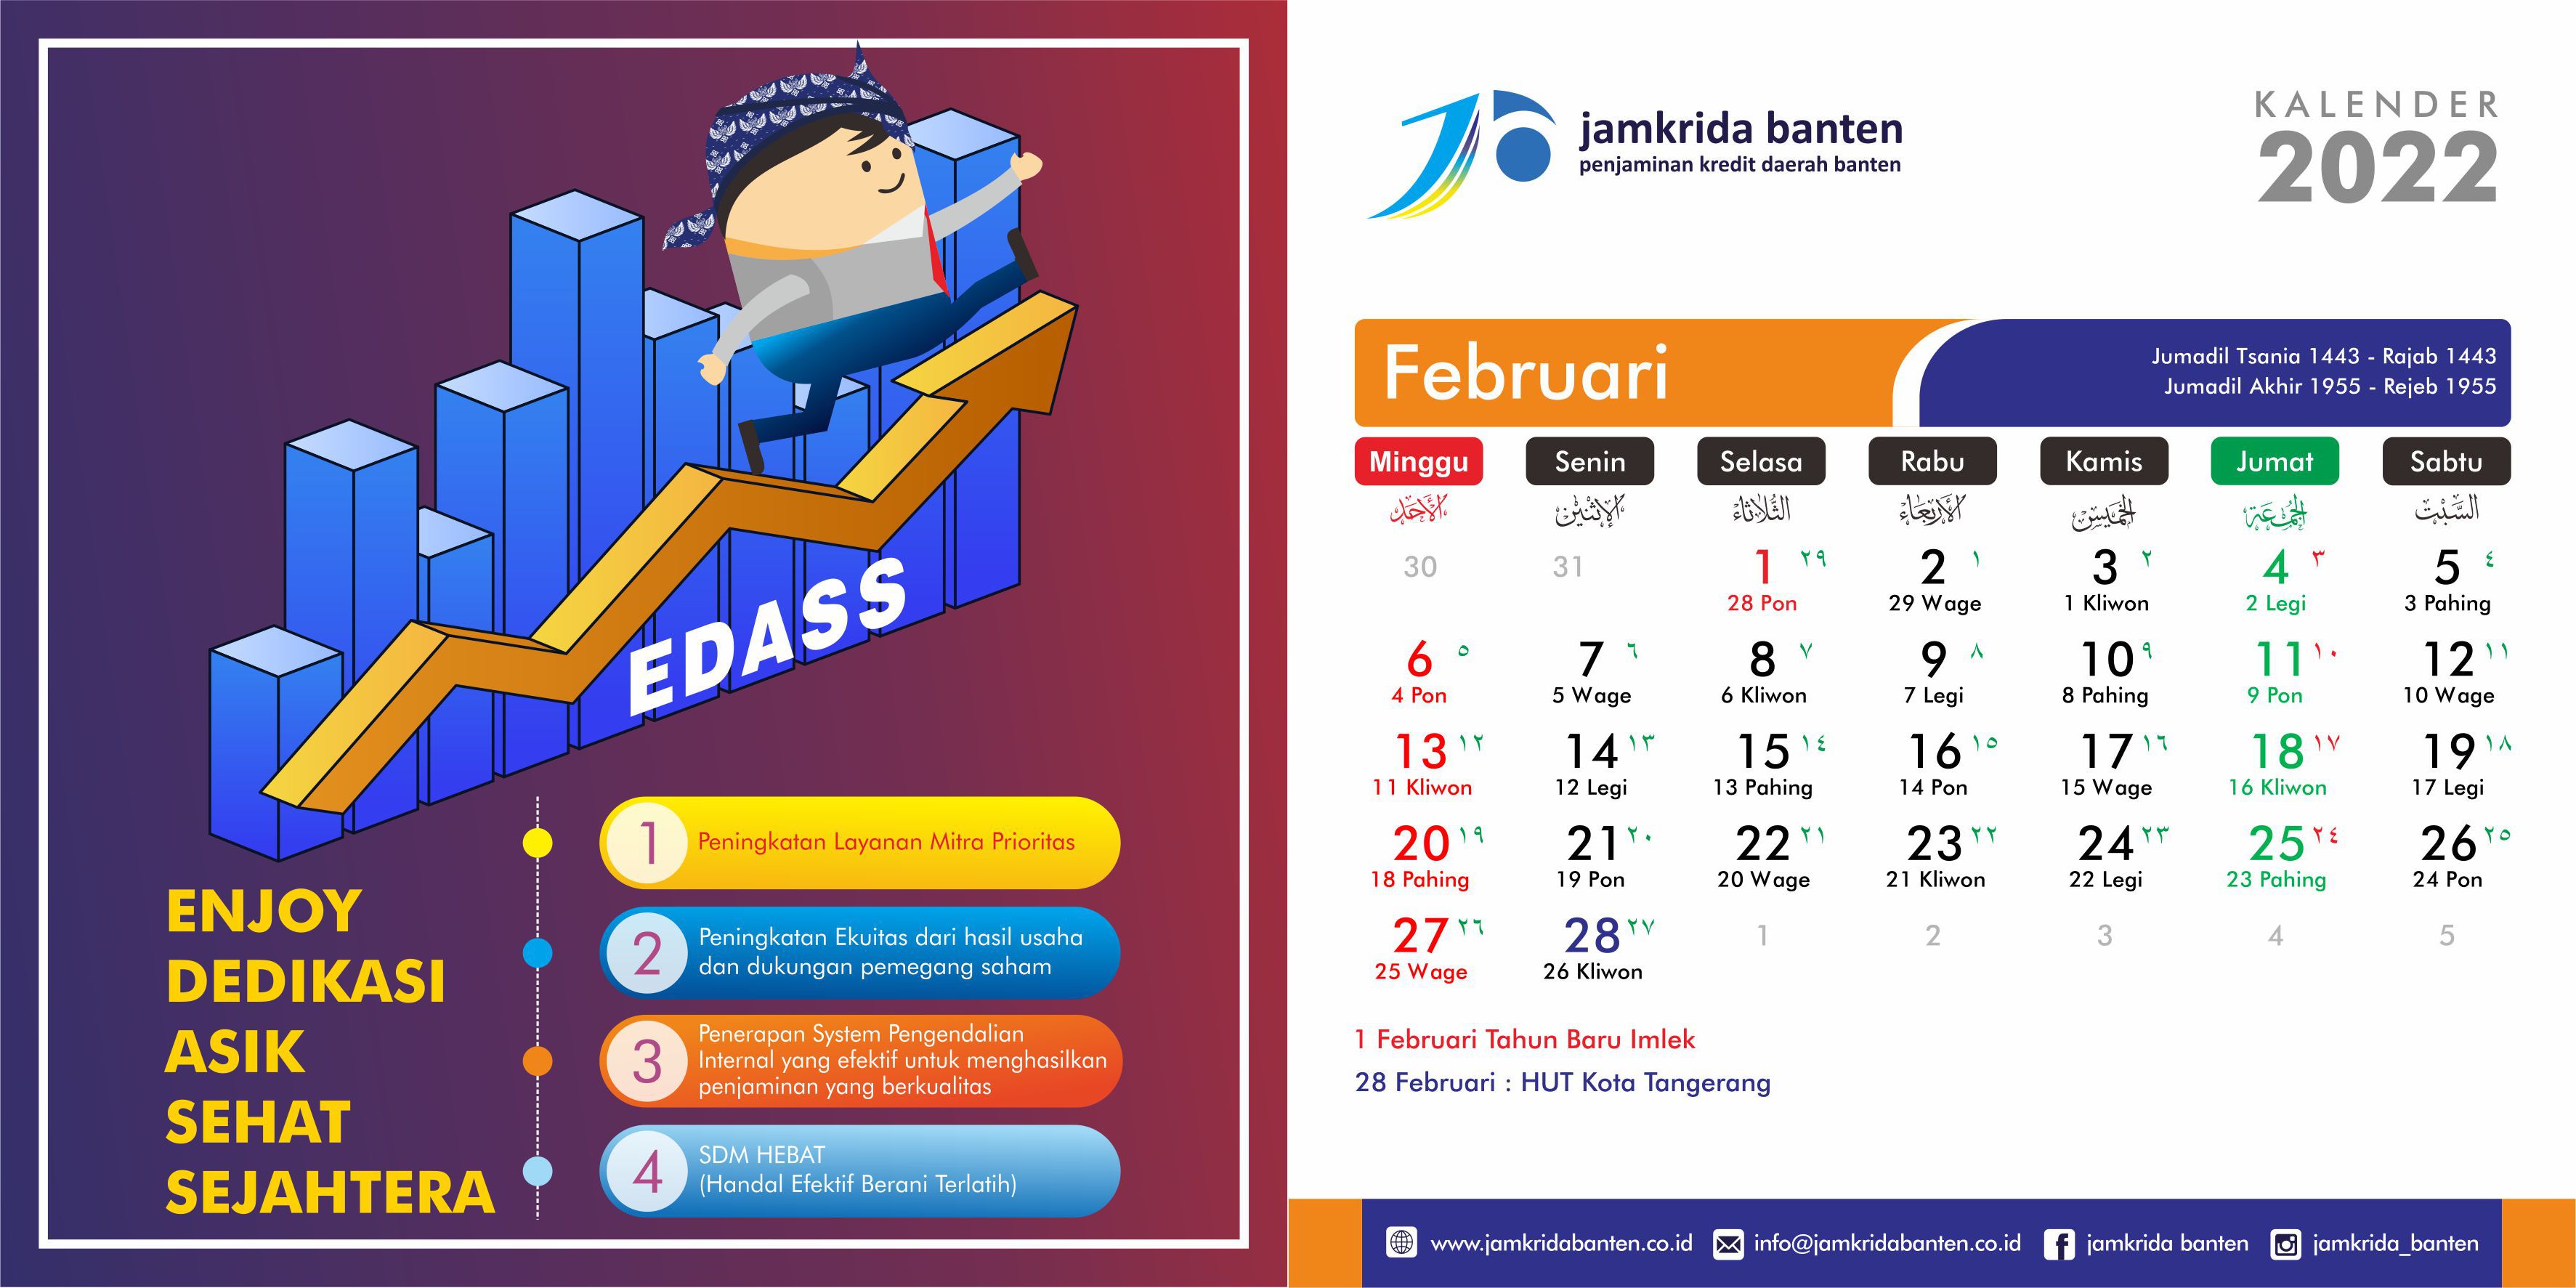 EDASS
ENJOY
DEDIKASI
ASIK
SEHAT
SEJAHTERA
1 Peningkatan Layanan Mitra Prioritas
2 Peningkatan Ekuitas dari hasil usaha
dan dukungan pemegang saham
3 Penerapan System Pengendalian
Internal yang efektif untuk menghasilkan
penjaminan yang berkualitas
4 SDM HEBAT
(Handal Efektif Berani Terlatih)
jamkrida banten
penjaminan kredit daerah banten
KALENDER
2022
Februari
Jumadil Tsania 1443 - Rajab 1443
Jumadil Akhir 1955 - Rejeb 1955
Minggu Senin Selasa Rabu Kamis Jumat Sabtu
الأَحَد الإِثْنَيْن الثُّلَاثَاء الأَرْبِعَاء الخَمِيْس الجُمُعَة السَّبْت
30 31 1 ٢٩ 2 ١ 3 ٢ 4 ٣ 5 ٤
28 Pon 29 Wage 1 Kliwon 2 Legi 3 Pahing
6 ٥ 7 ٦ 8 ٧ 9 ٨ 10 ٩ 11 ١٠ 12 ١١
4 Pon 5 Wage 6 Kliwon 7 Legi 8 Pahing 9 Pon 10 Wage
13 ١٢ 14 ١٣ 15 ١٤ 16 ١٥ 17 ١٦ 18 ١٧ 19 ١٨
11 Kliwon 12 Legi 13 Pahing 14 Pon 15 Wage 16 Kliwon 17 Legi
20 ١٩ 21 ٢٠ 22 ٢١ 23 ٢٢ 24 ٢٣ 25 ٢٤ 26 ٢٥
18 Pahing 19 Pon 20 Wage 21 Kliwon 22 Legi 23 Pahing 24 Pon
27 ٢٦ 28 ٢٧ 1 2 3 4 5
25 Wage 26 Kliwon
1 Februari Tahun Baru Imlek
28 Februari : HUT Kota Tangerang
www.jamkridabanten.co.id info@jamkridabanten.co.id jamkrida banten jamkrida_banten